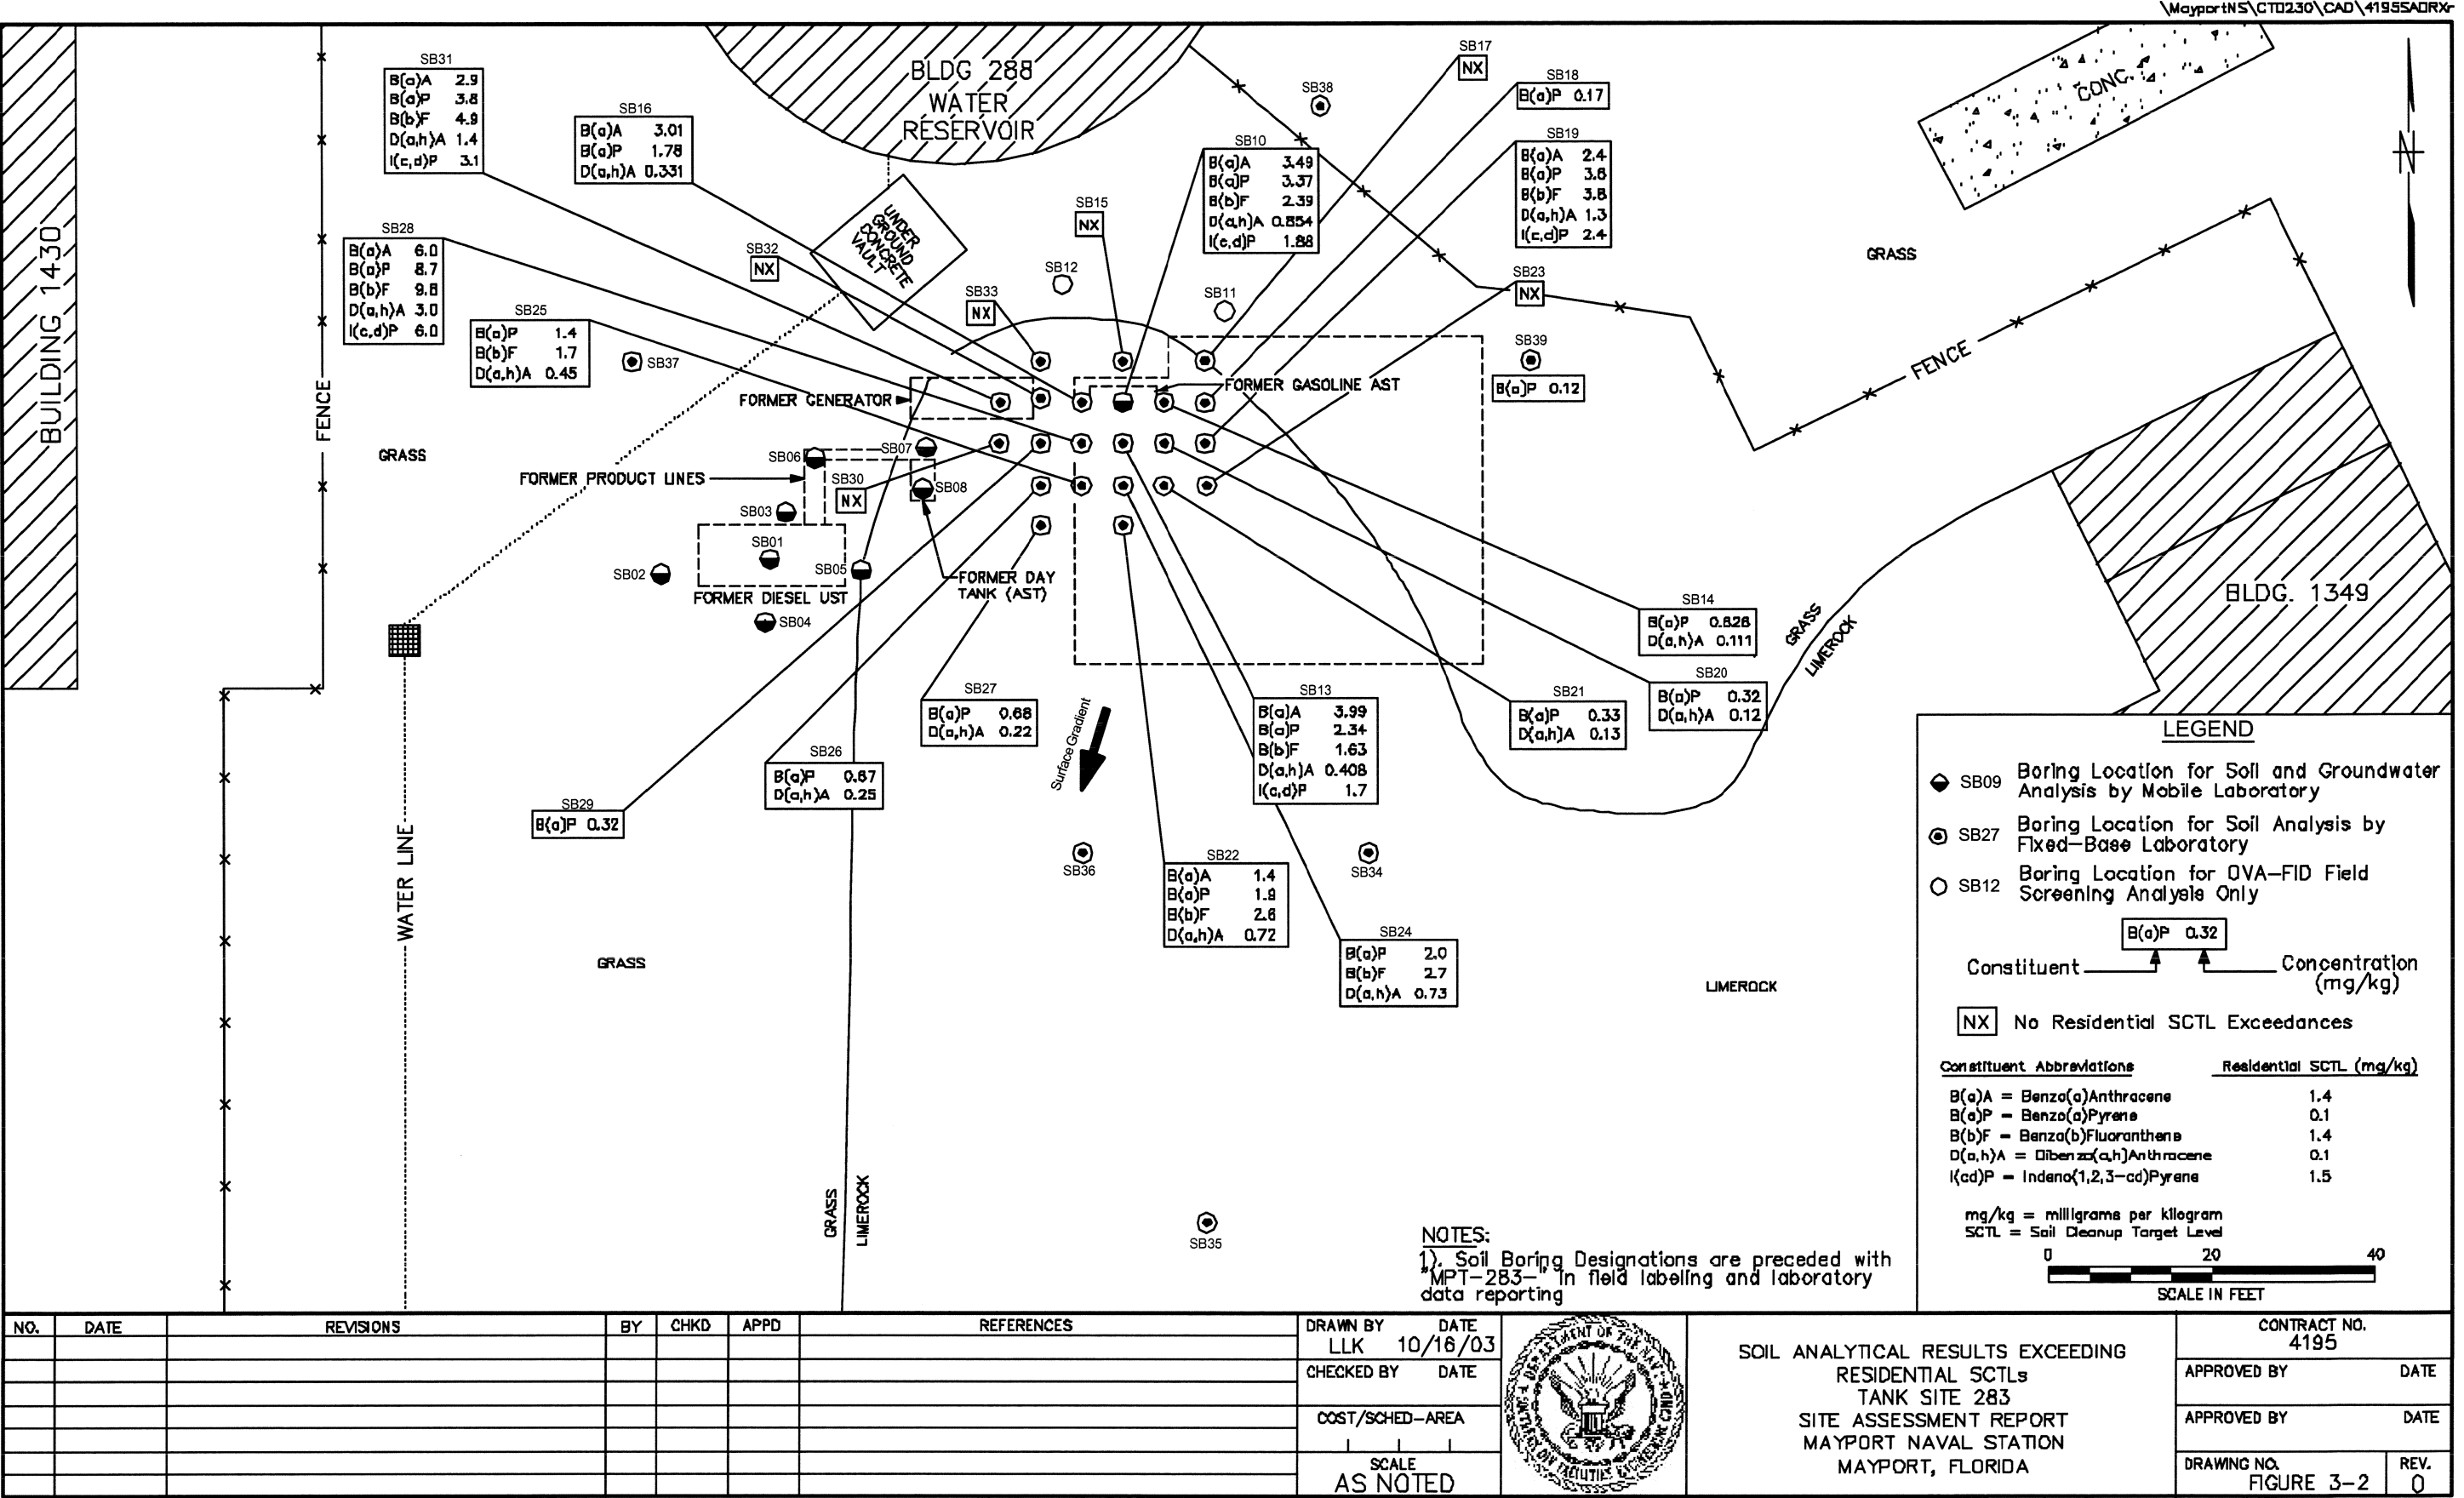 \MayportNS\CTO230\CAD\4195SADRX
SB31
B(a)A 2.9
B(a)P 3.8
B(b)F 4.9
D(a,h)A 1.4
I(c,d)P 3.1
SB16
B(a)A 3.01
B(a)P 1.78
D(a,h)A 0.331
BLDG 288
WATER
RESERVOIR
SB17
NX
SB38
SB18
B(a)P 0.17
SB10
B(a)A 3.49
B(a)P 3.37
B(b)F 2.39
D(a,h)A 0.854
I(c,d)P 1.88
SB19
B(a)A 2.4
B(a)P 3.6
B(b)F 3.8
D(a,h)A 1.3
I(c,d)P 2.4
CONC.
N
BUILDING 1430
FENCE
SB28
B(a)A 6.0
B(a)P 8.7
B(b)F 9.8
D(a,h)A 3.0
I(c,d)P 6.0
SB25
B(a)P 1.4
B(b)F 1.7
D(a,h)A 0.45
SB32
NX
UNDER
GROUND
CONCRETE
VAULT
SB15
NX
SB12
SB33
NX
SB11
SB23
NX
GRASS
SB37
SB39
B(a)P 0.12
FENCE
FORMER GENERATOR
FORMER GASOLINE AST
GRASS
SB06
SB07
FORMER PRODUCT LINES
SB30
NX
SB08
SB03
SB01
SB02
SB05
FORMER DIESEL UST
SB04
FORMER DAY
TANK (AST)
BLDG. 1349
GRASS
LIMEROCK
SB14
B(a)P 0.626
D(a,h)A 0.111
SB20
B(a)P 0.32
D(a,h)A 0.12
SB21
B(a)P 0.33
D(a,h)A 0.13
SB27
B(a)P 0.68
D(a,h)A 0.22
Surface Gradient
SB13
B(a)A 3.99
B(a)P 2.34
B(b)F 1.63
D(a,h)A 0.408
I(c,d)P 1.7
SB26
B(a)P 0.67
D(a,h)A 0.25
SB29
B(a)P 0.32
WATER LINE
SB36
SB34
SB22
B(a)A 1.4
B(a)P 1.9
B(b)F 2.6
D(a,h)A 0.72
SB24
B(a)P 2.0
B(b)F 2.7
D(a,h)A 0.73
GRASS
LIMEROCK
GRASS
LIMEROCK
SB35
NOTES:
1). Soil Boring Designations are preceded with
"MPT-283-" in field labeling and laboratory
data reporting
LEGEND
SB09 Boring Location for Soil and Groundwater
Analysis by Mobile Laboratory
SB27 Boring Location for Soil Analysis by
Fixed-Base Laboratory
SB12 Boring Location for OVA-FID Field
Screening Analysis Only
B(a)P 0.32
Constituent Concentration
(mg/kg)
NX No Residential SCTL Exceedances
Constituent Abbreviations Residential SCTL (mg/kg)
B(a)A = Benzo(a)Anthracene 1.4
B(a)P = Benzo(a)Pyrene 0.1
B(b)F = Benzo(b)Fluoranthene 1.4
D(a,h)A = Dibenzo(a,h)Anthracene 0.1
I(cd)P = Indeno(1,2,3-cd)Pyrene 1.5
mg/kg = milligrams per kilogram
SCTL = Soil Cleanup Target Level
0 20 40
SCALE IN FEET
NO. DATE REVISIONS BY CHKD APPD REFERENCES
DRAWN BY DATE
LLK 10/16/03
CHECKED BY DATE
COST/SCHED-AREA
SCALE
AS NOTED
SOIL ANALYTICAL RESULTS EXCEEDING
RESIDENTIAL SCTLs
TANK SITE 283
SITE ASSESSMENT REPORT
MAYPORT NAVAL STATION
MAYPORT, FLORIDA
CONTRACT NO.
4195
APPROVED BY DATE
APPROVED BY DATE
DRAWING NO. REV.
FIGURE 3-2 0